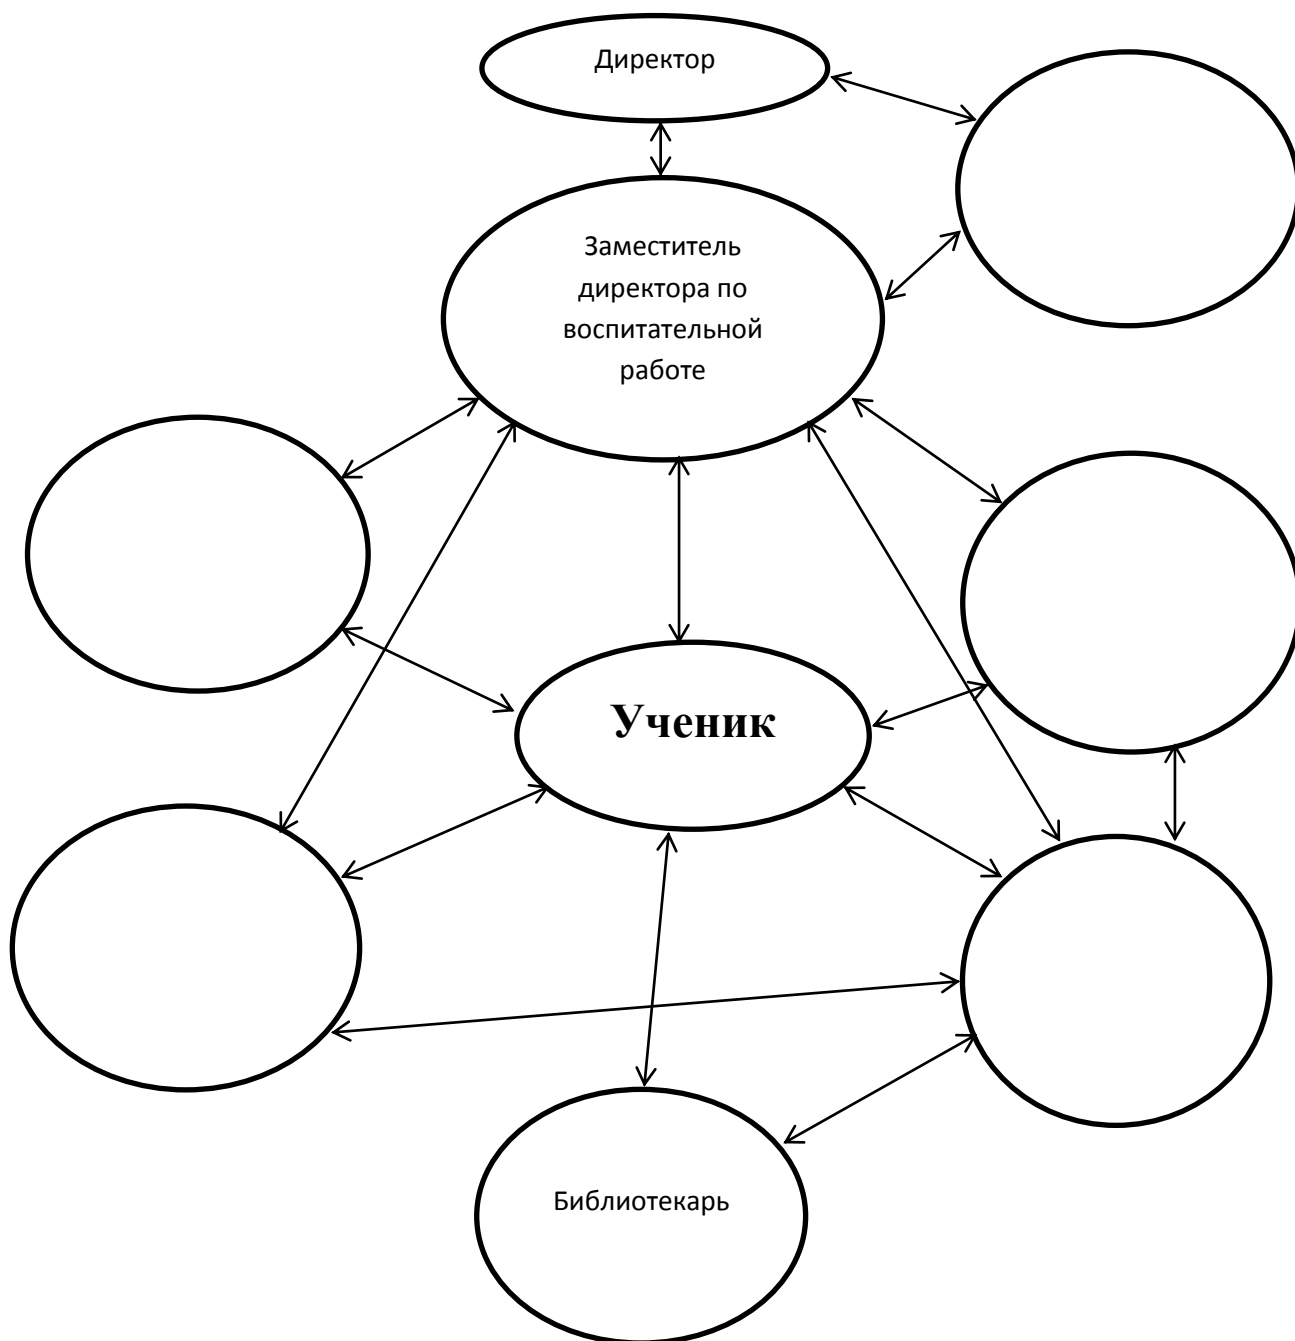 Директор
Заместитель
директора по
воспитательной
работе
Ученик
Библиотекарь